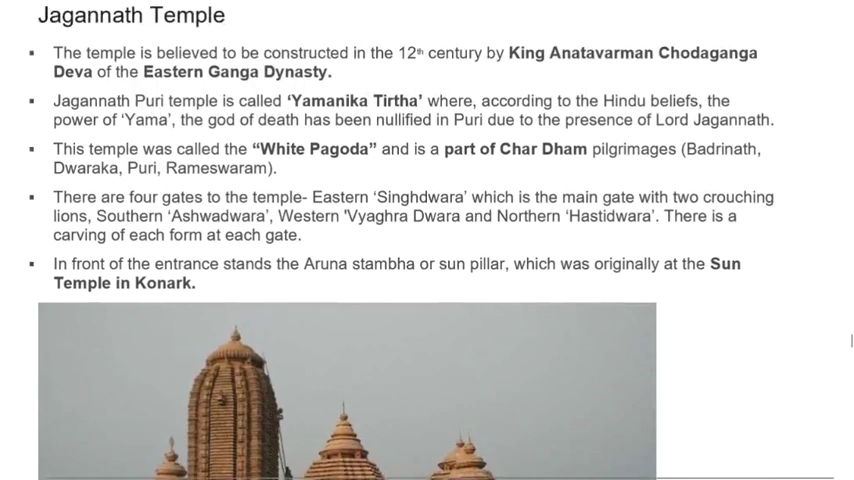 Jagannath Temple
▪ The temple is believed to be constructed in the 12th century by King Anatavarman Chodaganga
Deva of the Eastern Ganga Dynasty.
▪ Jagannath Puri temple is called ‘Yamanika Tirtha’ where, according to the Hindu beliefs, the
power of ‘Yama’, the god of death has been nullified in Puri due to the presence of Lord Jagannath.
▪ This temple was called the “White Pagoda” and is a part of Char Dham pilgrimages (Badrinath,
Dwaraka, Puri, Rameswaram).
▪ There are four gates to the temple- Eastern ‘Singhdwara’ which is the main gate with two crouching
lions, Southern ‘Ashwadwara’, Western 'Vyaghra Dwara and Northern ‘Hastidwara’. There is a
carving of each form at each gate.
▪ In front of the entrance stands the Aruna stambha or sun pillar, which was originally at the Sun
Temple in Konark.